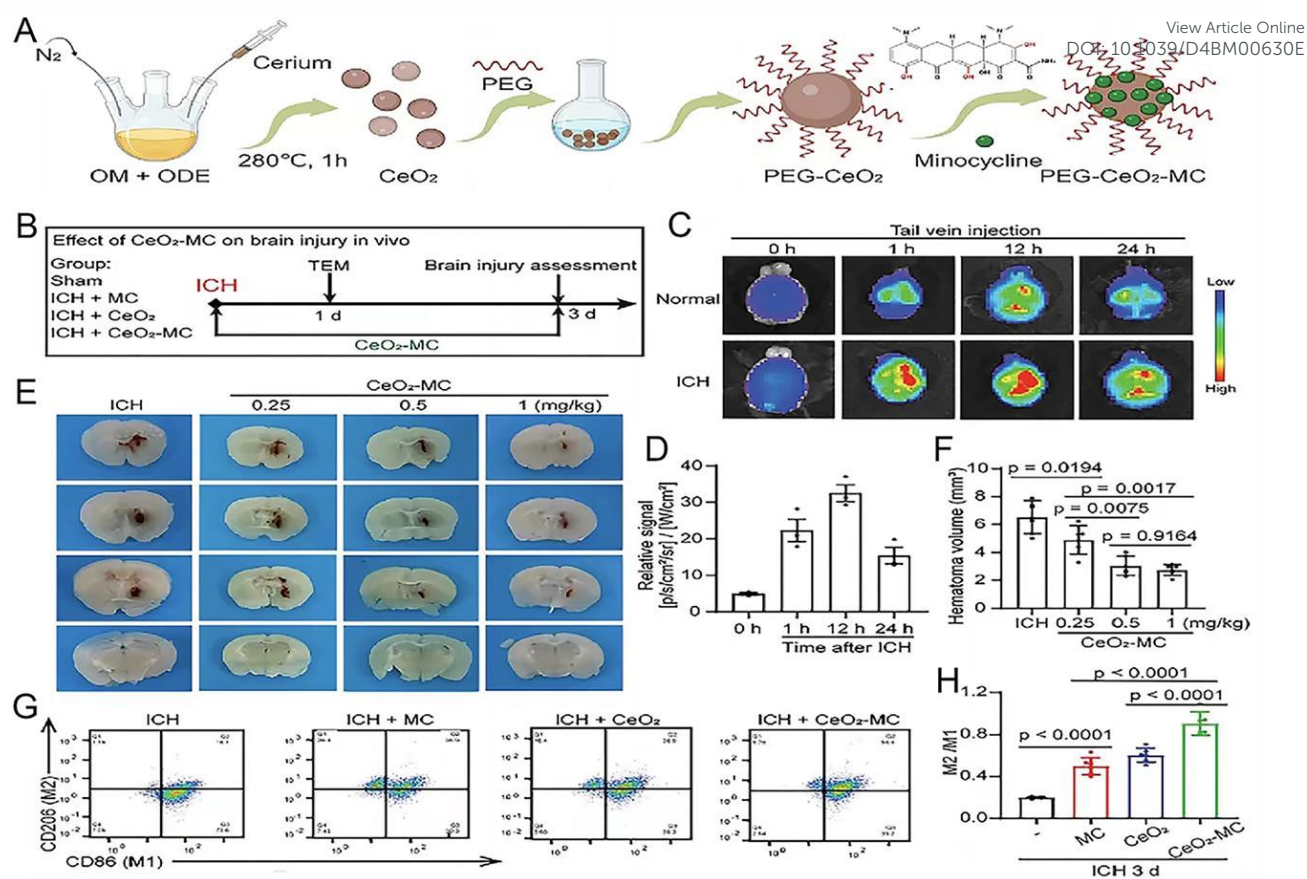 View Article Online
DOI: 10.1039/D4BM00630E
A
N₂
Cerium
PEG
280°C, 1h
OM + ODE
CeO₂
PEG-CeO₂
Minocycline
PEG-CeO₂-MC
B
Effect of CeO₂-MC on brain injury in vivo
Group:
Sham
ICH + MC
ICH + CeO₂
ICH + CeO₂-MC
ICH
TEM
Brain injury assessment
1 d
3 d
CeO₂-MC
C
Tail vein injection
0 h 1 h 12 h 24 h
Normal
ICH
Low
High
E
CeO₂-MC
ICH 0.25 0.5 1 (mg/kg)
D
Relative signal
[p/s/cm²/sr] / [W/cm²]
40
30
20
10
0
0 h 1 h 12 h 24 h
Time after ICH
F
Hematoma volume (mm³)
10
8
6
4
2
0
p = 0.0194
p = 0.0017
p = 0.0075
p = 0.9164
ICH 0.25 0.5 1 (mg/kg)
CeO₂-MC
G
ICH
ICH + MC
ICH + CeO₂
ICH + CeO₂-MC
CD206 (M2)
CD86 (M1)
H
M2 /M1
1.2
0.8
0.4
0.0
p < 0.0001
p < 0.0001
p < 0.0001
- MC CeO₂ CeO₂-MC
ICH 3 d